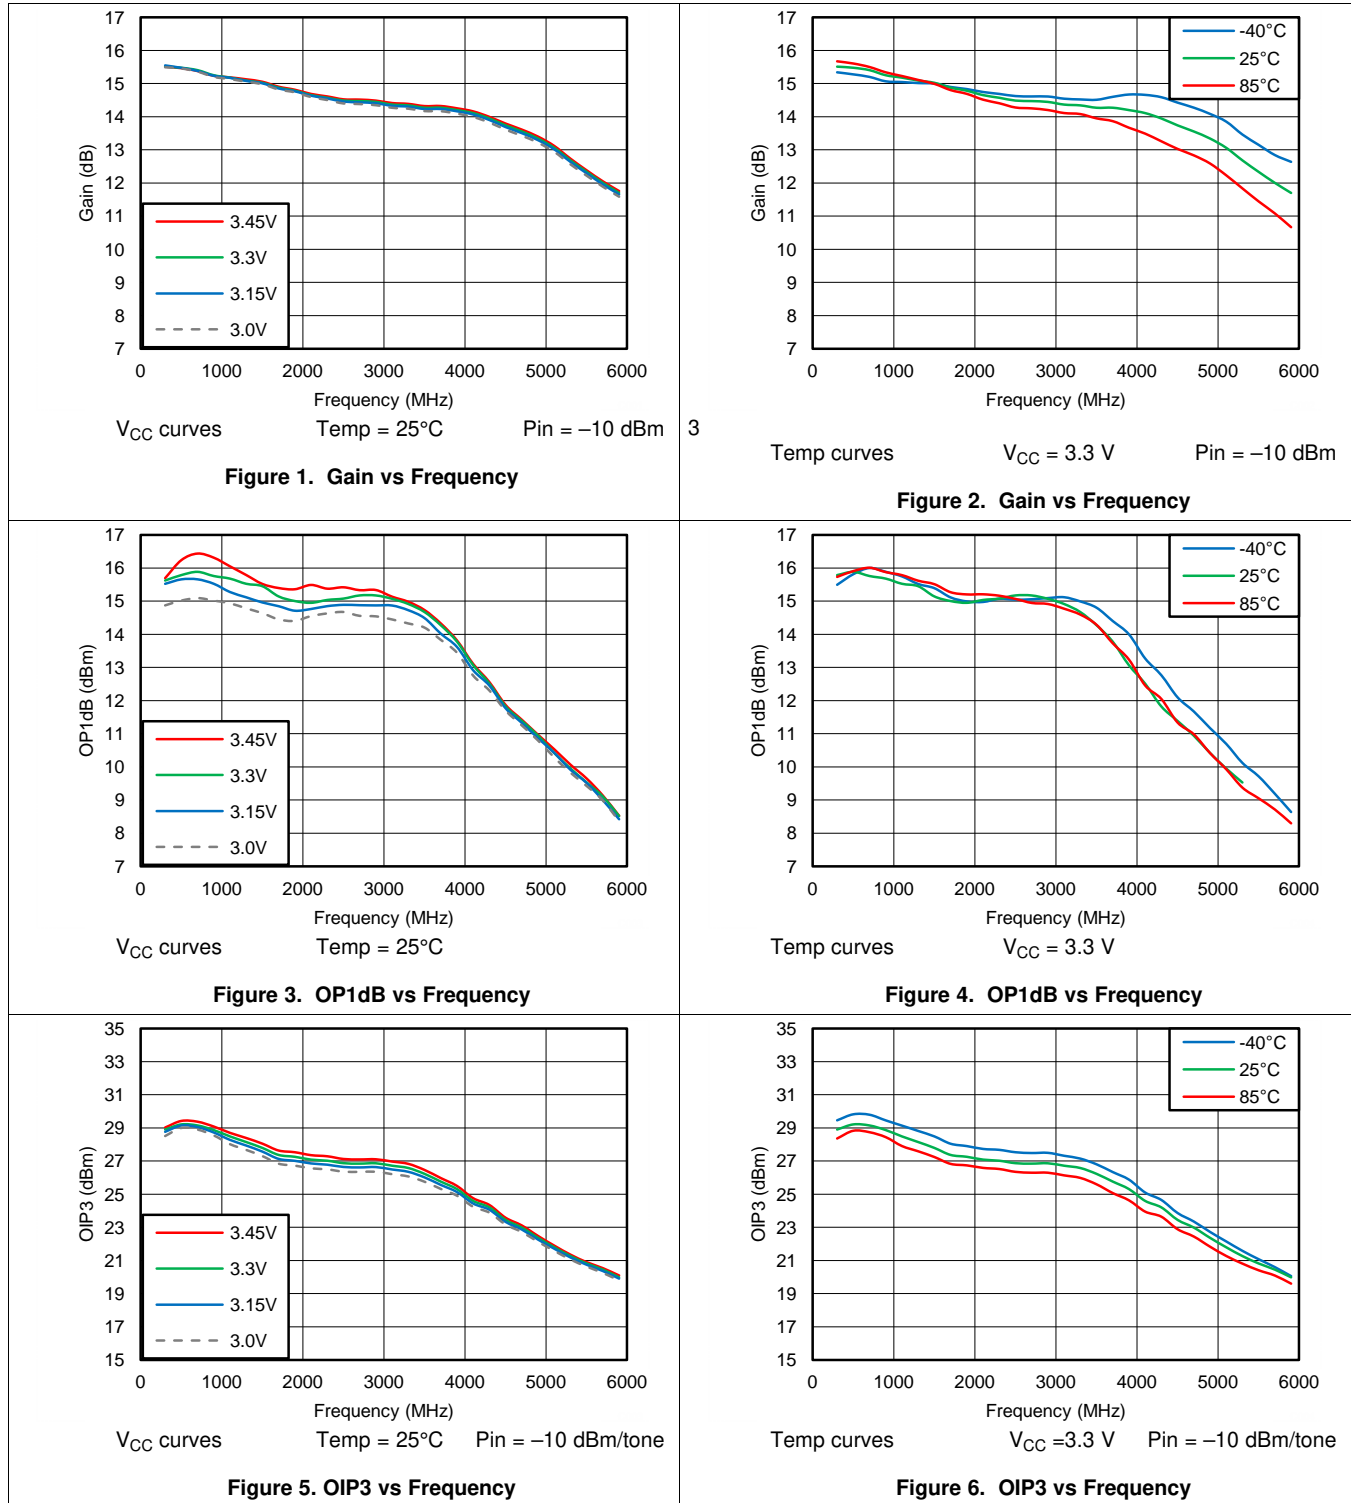 17
16
15
14
13
12
11
10
9
8
7
Gain (dB)
3.45V
3.3V
3.15V
3.0V
0 1000 2000 3000 4000 5000 6000
Frequency (MHz)
VCC curves Temp = 25°C Pin = –10 dBm
Figure 1. Gain vs Frequency
17
16
15
14
13
12
11
10
9
8
7
Gain (dB)
-40°C
25°C
85°C
0 1000 2000 3000 4000 5000 6000
Frequency (MHz)
3
Temp curves VCC = 3.3 V Pin = –10 dBm
Figure 2. Gain vs Frequency
17
16
15
14
13
12
11
10
9
8
7
OP1dB (dBm)
3.45V
3.3V
3.15V
3.0V
0 1000 2000 3000 4000 5000 6000
Frequency (MHz)
VCC curves Temp = 25°C
Figure 3. OP1dB vs Frequency
17
16
15
14
13
12
11
10
9
8
7
OP1dB (dBm)
-40°C
25°C
85°C
0 1000 2000 3000 4000 5000 6000
Frequency (MHz)
Temp curves VCC = 3.3 V
Figure 4. OP1dB vs Frequency
35
33
31
29
27
25
23
21
19
17
15
OIP3 (dBm)
3.45V
3.3V
3.15V
3.0V
0 1000 2000 3000 4000 5000 6000
Frequency (MHz)
VCC curves Temp = 25°C Pin = –10 dBm/tone
Figure 5. OIP3 vs Frequency
35
33
31
29
27
25
23
21
19
17
15
OIP3 (dBm)
-40°C
25°C
85°C
0 1000 2000 3000 4000 5000 6000
Frequency (MHz)
Temp curves VCC =3.3 V Pin = –10 dBm/tone
Figure 6. OIP3 vs Frequency